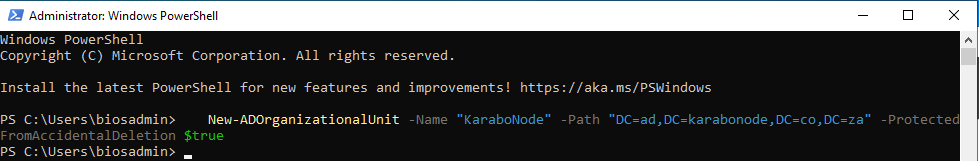 Administrator: Windows PowerShell
Windows PowerShell
Copyright (C) Microsoft Corporation. All rights reserved.
Install the latest PowerShell for new features and improvements! https://aka.ms/PSWindows
PS C:\Users\biosadmin>    New-ADOrganizationalUnit -Name "KaraboNode" -Path "DC=ad,DC=karabonode,DC=co,DC=za" -Protected
FromAccidentalDeletion $true
PS C:\Users\biosadmin>